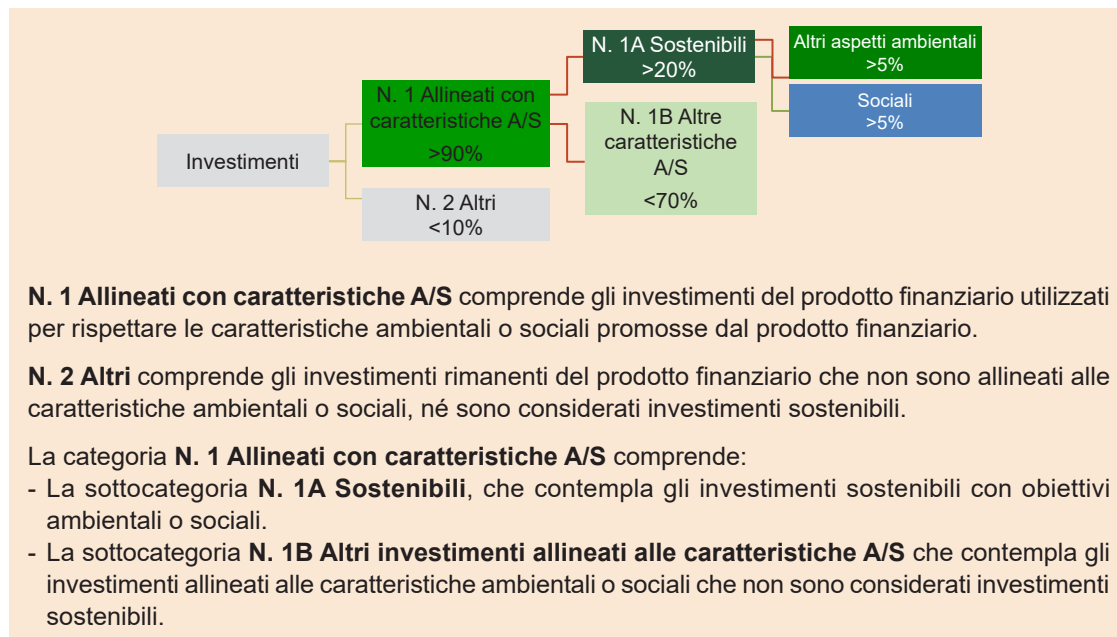 Investimenti
N. 1 Allineati con
caratteristiche A/S
>90%
N. 2 Altri
<10%
N. 1A Sostenibili
>20%
N. 1B Altre
caratteristiche
A/S
<70%
Altri aspetti ambientali
>5%
Sociali
>5%
N. 1 Allineati con caratteristiche A/S comprende gli investimenti del prodotto finanziario utilizzati
per rispettare le caratteristiche ambientali o sociali promosse dal prodotto finanziario.
N. 2 Altri comprende gli investimenti rimanenti del prodotto finanziario che non sono allineati alle
caratteristiche ambientali o sociali, né sono considerati investimenti sostenibili.
La categoria N. 1 Allineati con caratteristiche A/S comprende:
- La sottocategoria N. 1A Sostenibili, che contempla gli investimenti sostenibili con obiettivi
ambientali o sociali.
- La sottocategoria N. 1B Altri investimenti allineati alle caratteristiche A/S che contempla gli
investimenti allineati alle caratteristiche ambientali o sociali che non sono considerati investimenti
sostenibili.